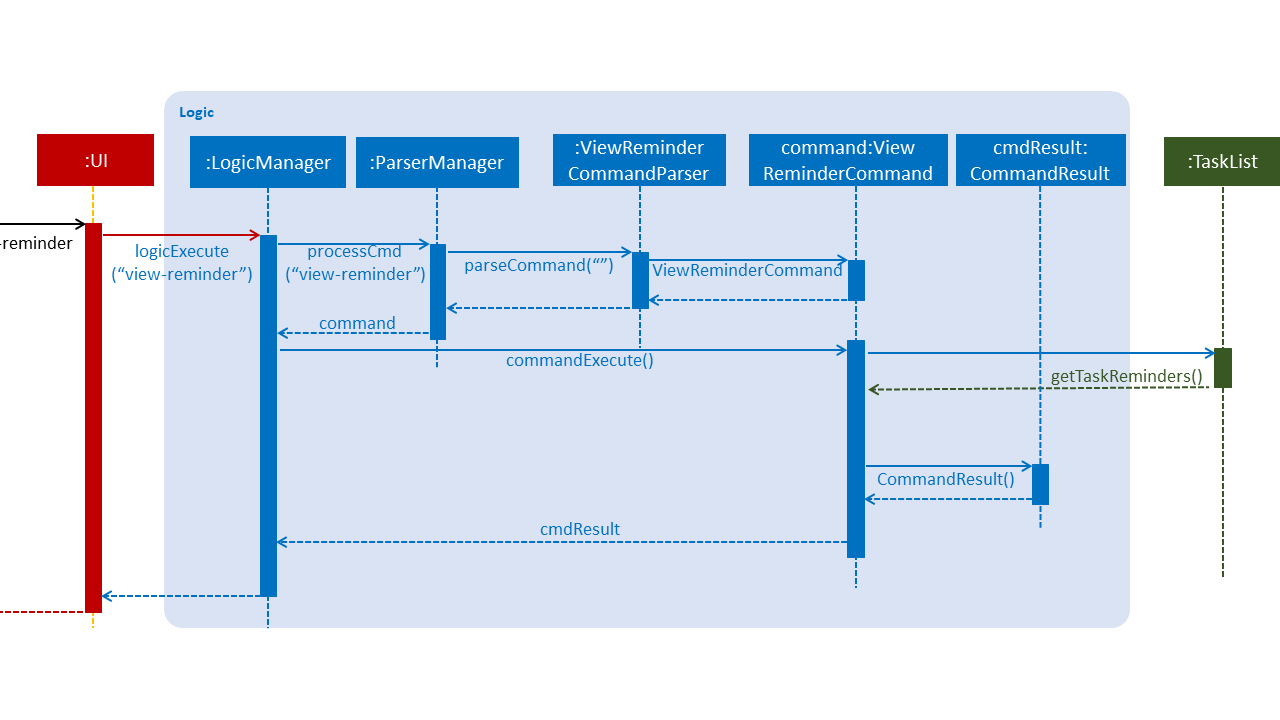 Logic
:UI
:LogicManager
:ParserManager
:ViewReminder
CommandParser
command:View
ReminderCommand
cmdResult:
CommandResult
:TaskList
-reminder
logicExecute
(“view-reminder”)
processCmd
(“view-reminder”)
parseCommand(“”)
ViewReminderCommand
command
commandExecute()
getTaskReminders()
CommandResult()
cmdResult